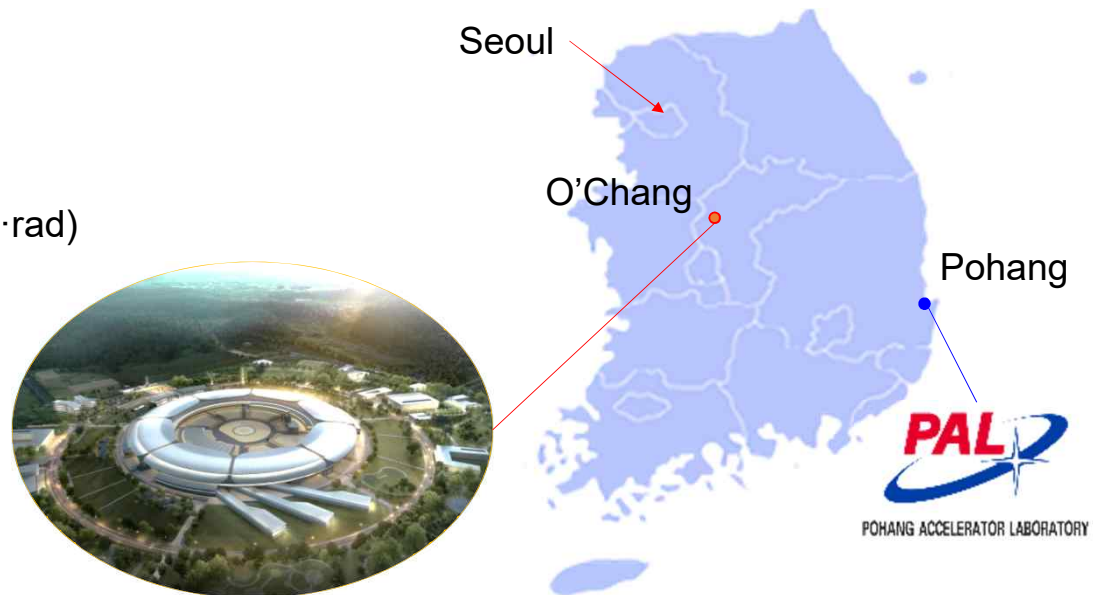 Seoul
O’Chang
·rad)
Pohang
PAL
POHANG ACCELERATOR LABORATORY